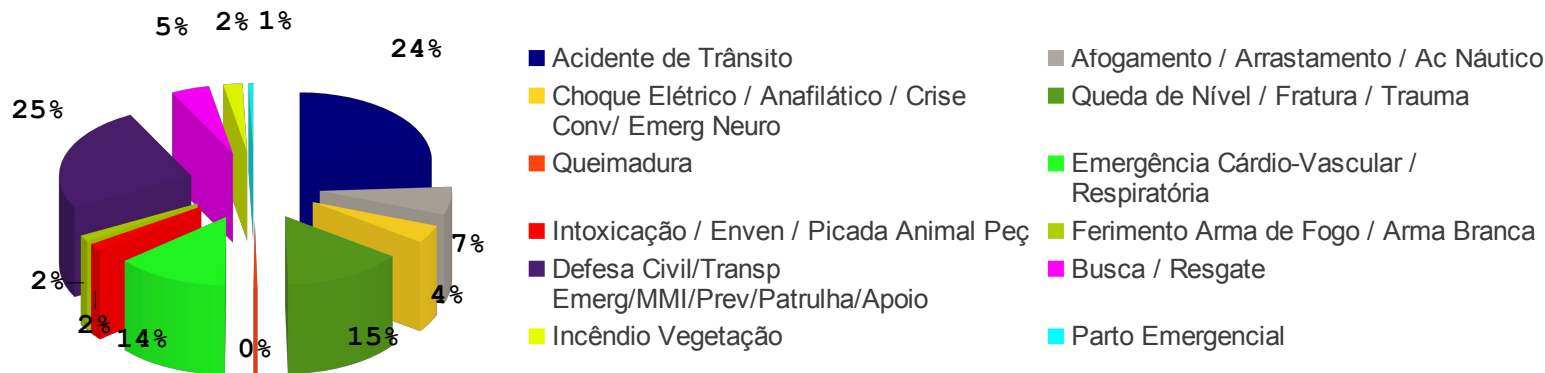 5% 2% 1%
24%
25%
7%
4%
2%
2%
14%
0%
15%
Acidente de Trânsito
Afogamento / Arrastamento / Ac Náutico
Choque Elétrico / Anafilático / Crise
Conv/ Emerg Neuro
Queda de Nível / Fratura / Trauma
Queimadura
Emergência Cárdio-Vascular /
Respiratória
Intoxicação / Enven / Picada Animal Peç
Ferimento Arma de Fogo / Arma Branca
Defesa Civil/Transp
Emerg/MMI/Prev/Patrulha/Apoio
Busca / Resgate
Incêndio Vegetação
Parto Emergencial